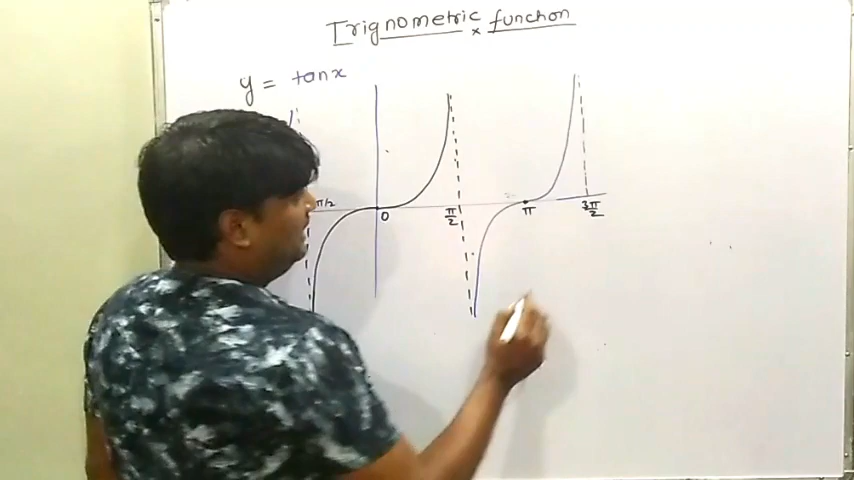 Trignometric function
x
y = tanx
π/2
0
π/2
π
3π/2